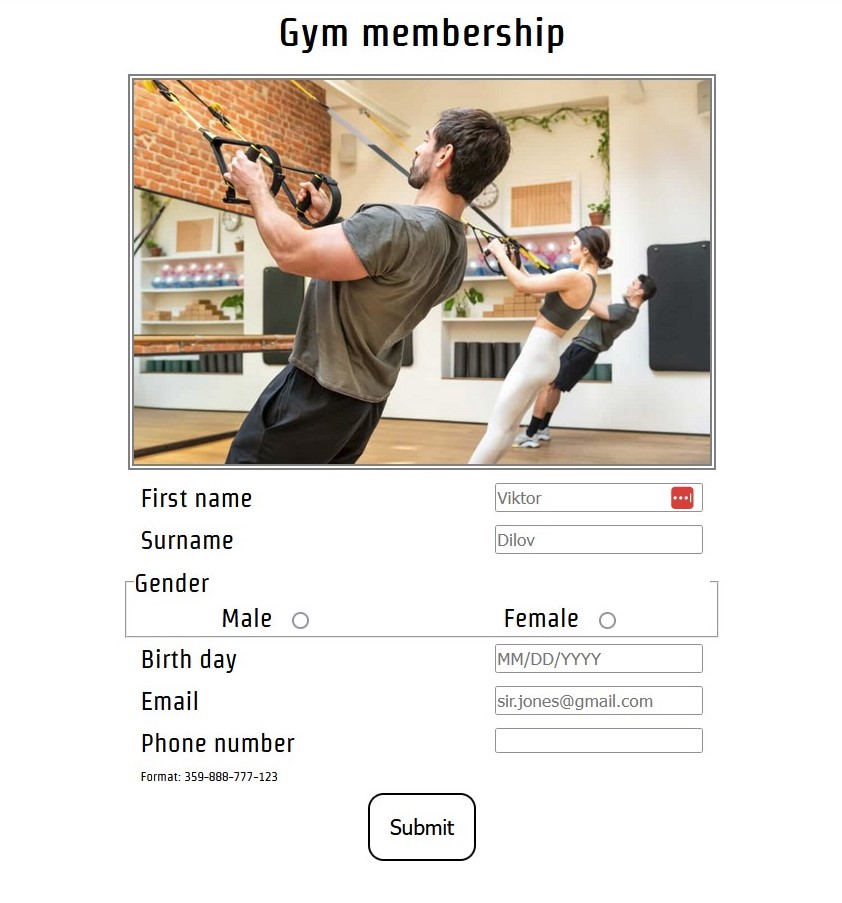 Gym membership
First name Viktor
Surname Dilov
Gender
Male Female
Birth day MM/DD/YYYY
Email sir.jones@gmail.com
Phone number
Format: 359-888-777-123
Submit